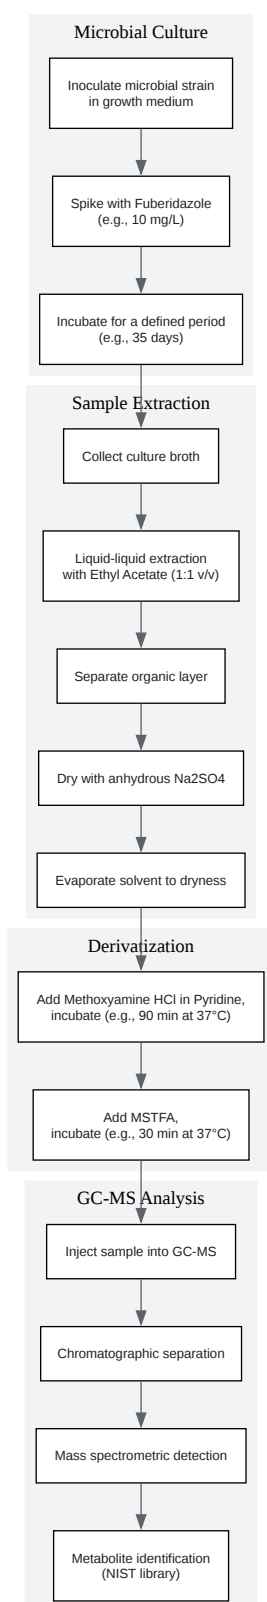 Microbial Culture
Inoculate microbial strain
in growth medium
Spike with Fuberidazole
(e.g., 10 mg/L)
Incubate for a defined period
(e.g., 35 days)
Sample Extraction
Collect culture broth
Liquid-liquid extraction
with Ethyl Acetate (1:1 v/v)
Separate organic layer
Dry with anhydrous Na2SO4
Evaporate solvent to dryness
Derivatization
Add Methoxyamine HCl in Pyridine,
incubate (e.g., 90 min at 37°C)
Add MSTFA,
incubate (e.g., 30 min at 37°C)
GC-MS Analysis
Inject sample into GC-MS
Chromatographic separation
Mass spectrometric detection
Metabolite identification
(NIST library)